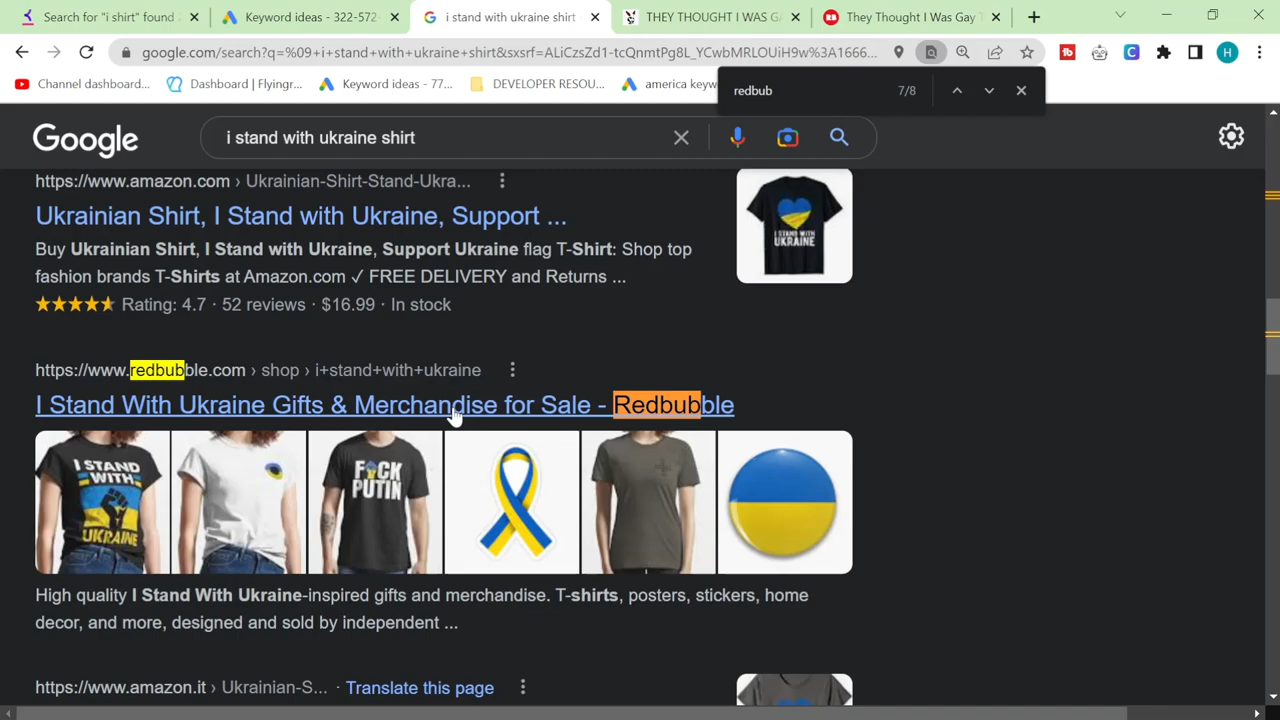 Search for "i shirt" found
Keyword ideas - 322-572-
i stand with ukraine shirt
THEY THOUGHT I WAS GA
They Thought I Was Gay T
google.com/search?q=%09+i+stand+with+ukraine+shirt&sxsrf=ALiCzsZd1-tcQnmtPg8L_YCwbMRLOUiH9w%3A1666...
H
Channel dashboard...
Dashboard | Flyingr...
Keyword ideas - 77...
DEVELOPER RESOU...
america keyw
redbub
7/8
Google
i stand with ukraine shirt
https://www.amazon.com › Ukrainian-Shirt-Stand-Ukra...
Ukrainian Shirt, I Stand with Ukraine, Support ...
Buy Ukrainian Shirt, I Stand with Ukraine, Support Ukraine flag T-Shirt: Shop top
fashion brands T-Shirts at Amazon.com ✓ FREE DELIVERY and Returns ...
Rating: 4.7 · 52 reviews · $16.99 · In stock
I STAND WITH
UKRAINE
https://www.redbubble.com › shop › i+stand+with+ukraine
I Stand With Ukraine Gifts & Merchandise for Sale - Redbubble
I STAND
WITH
UKRAINE
F CK
PUTIN
High quality I Stand With Ukraine-inspired gifts and merchandise. T-shirts, posters, stickers, home
decor, and more, designed and sold by independent ...
https://www.amazon.it › Ukrainian-S... · Translate this page